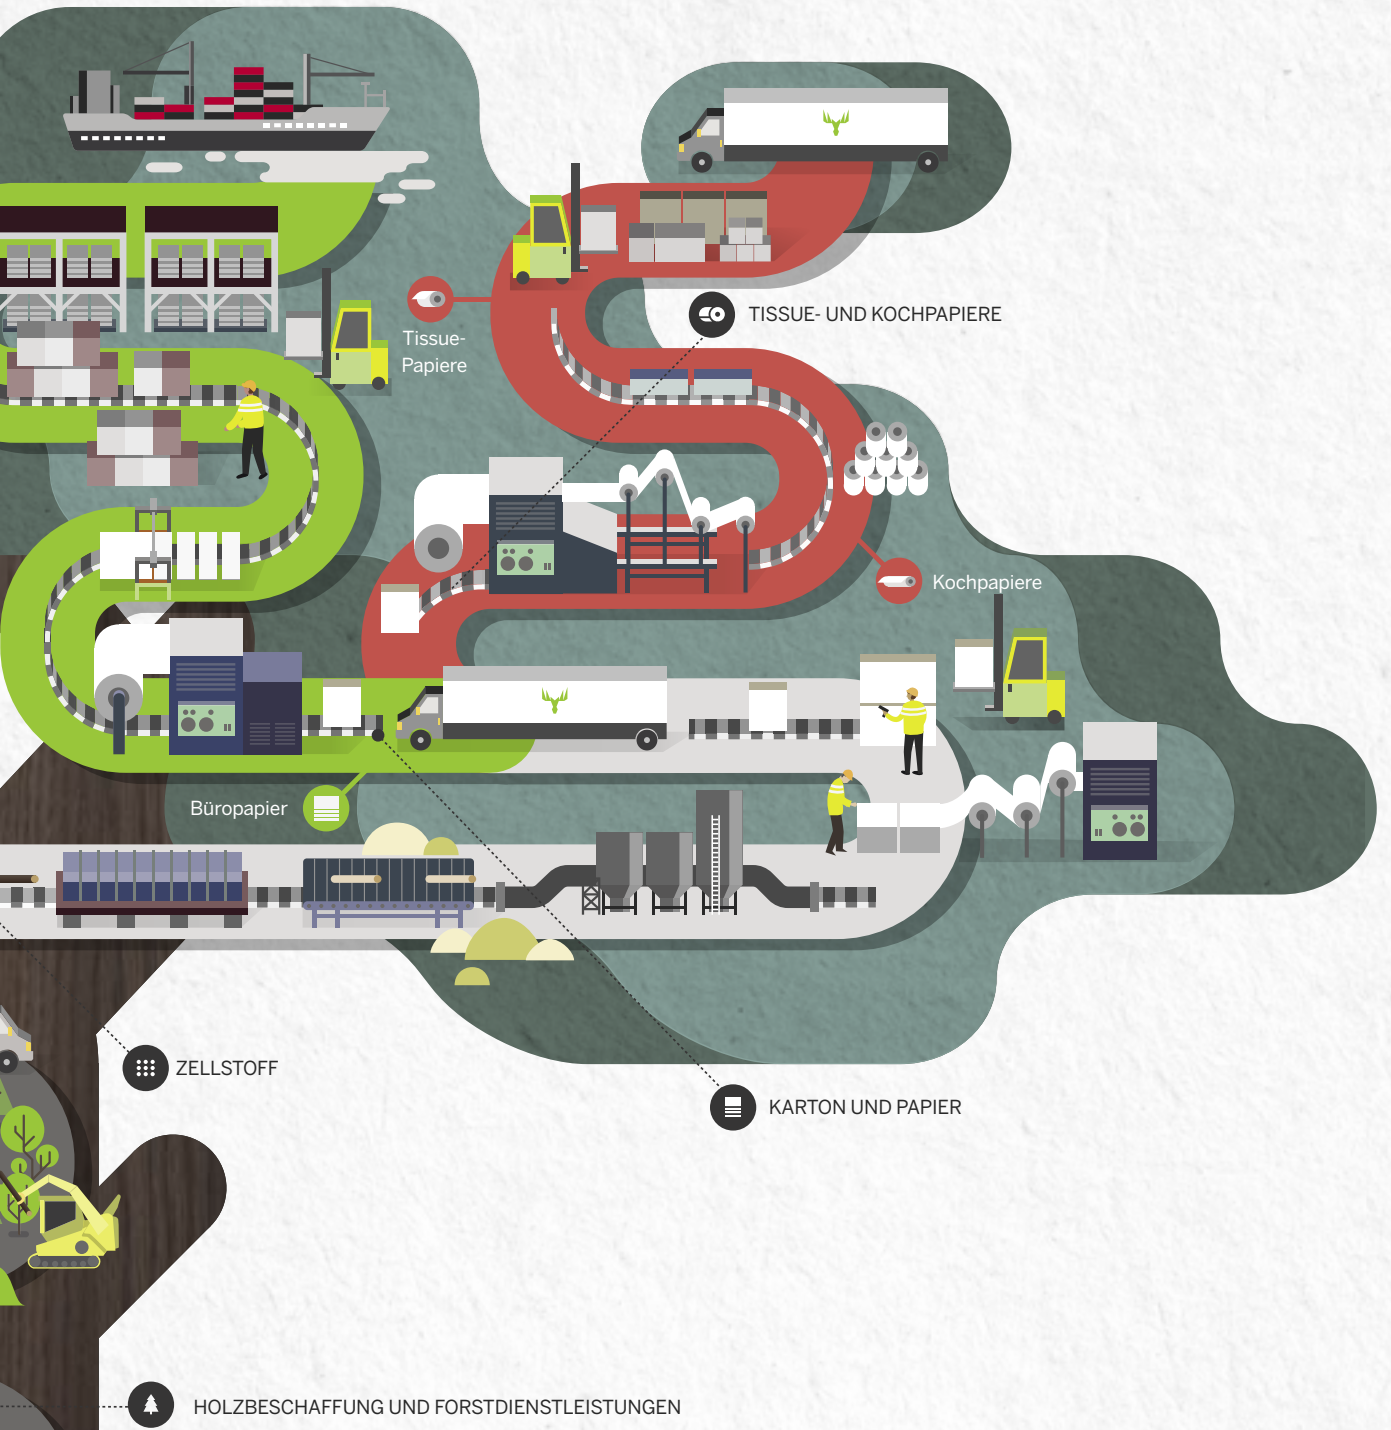 TISSUE- UND KOCHPAPIERE
Tissue-
Papiere
Kochpapiere
Büropapier
ZELLSTOFF
KARTON UND PAPIER
HOLZBESCHAFFUNG UND FORSTDIENSTLEISTUNGEN